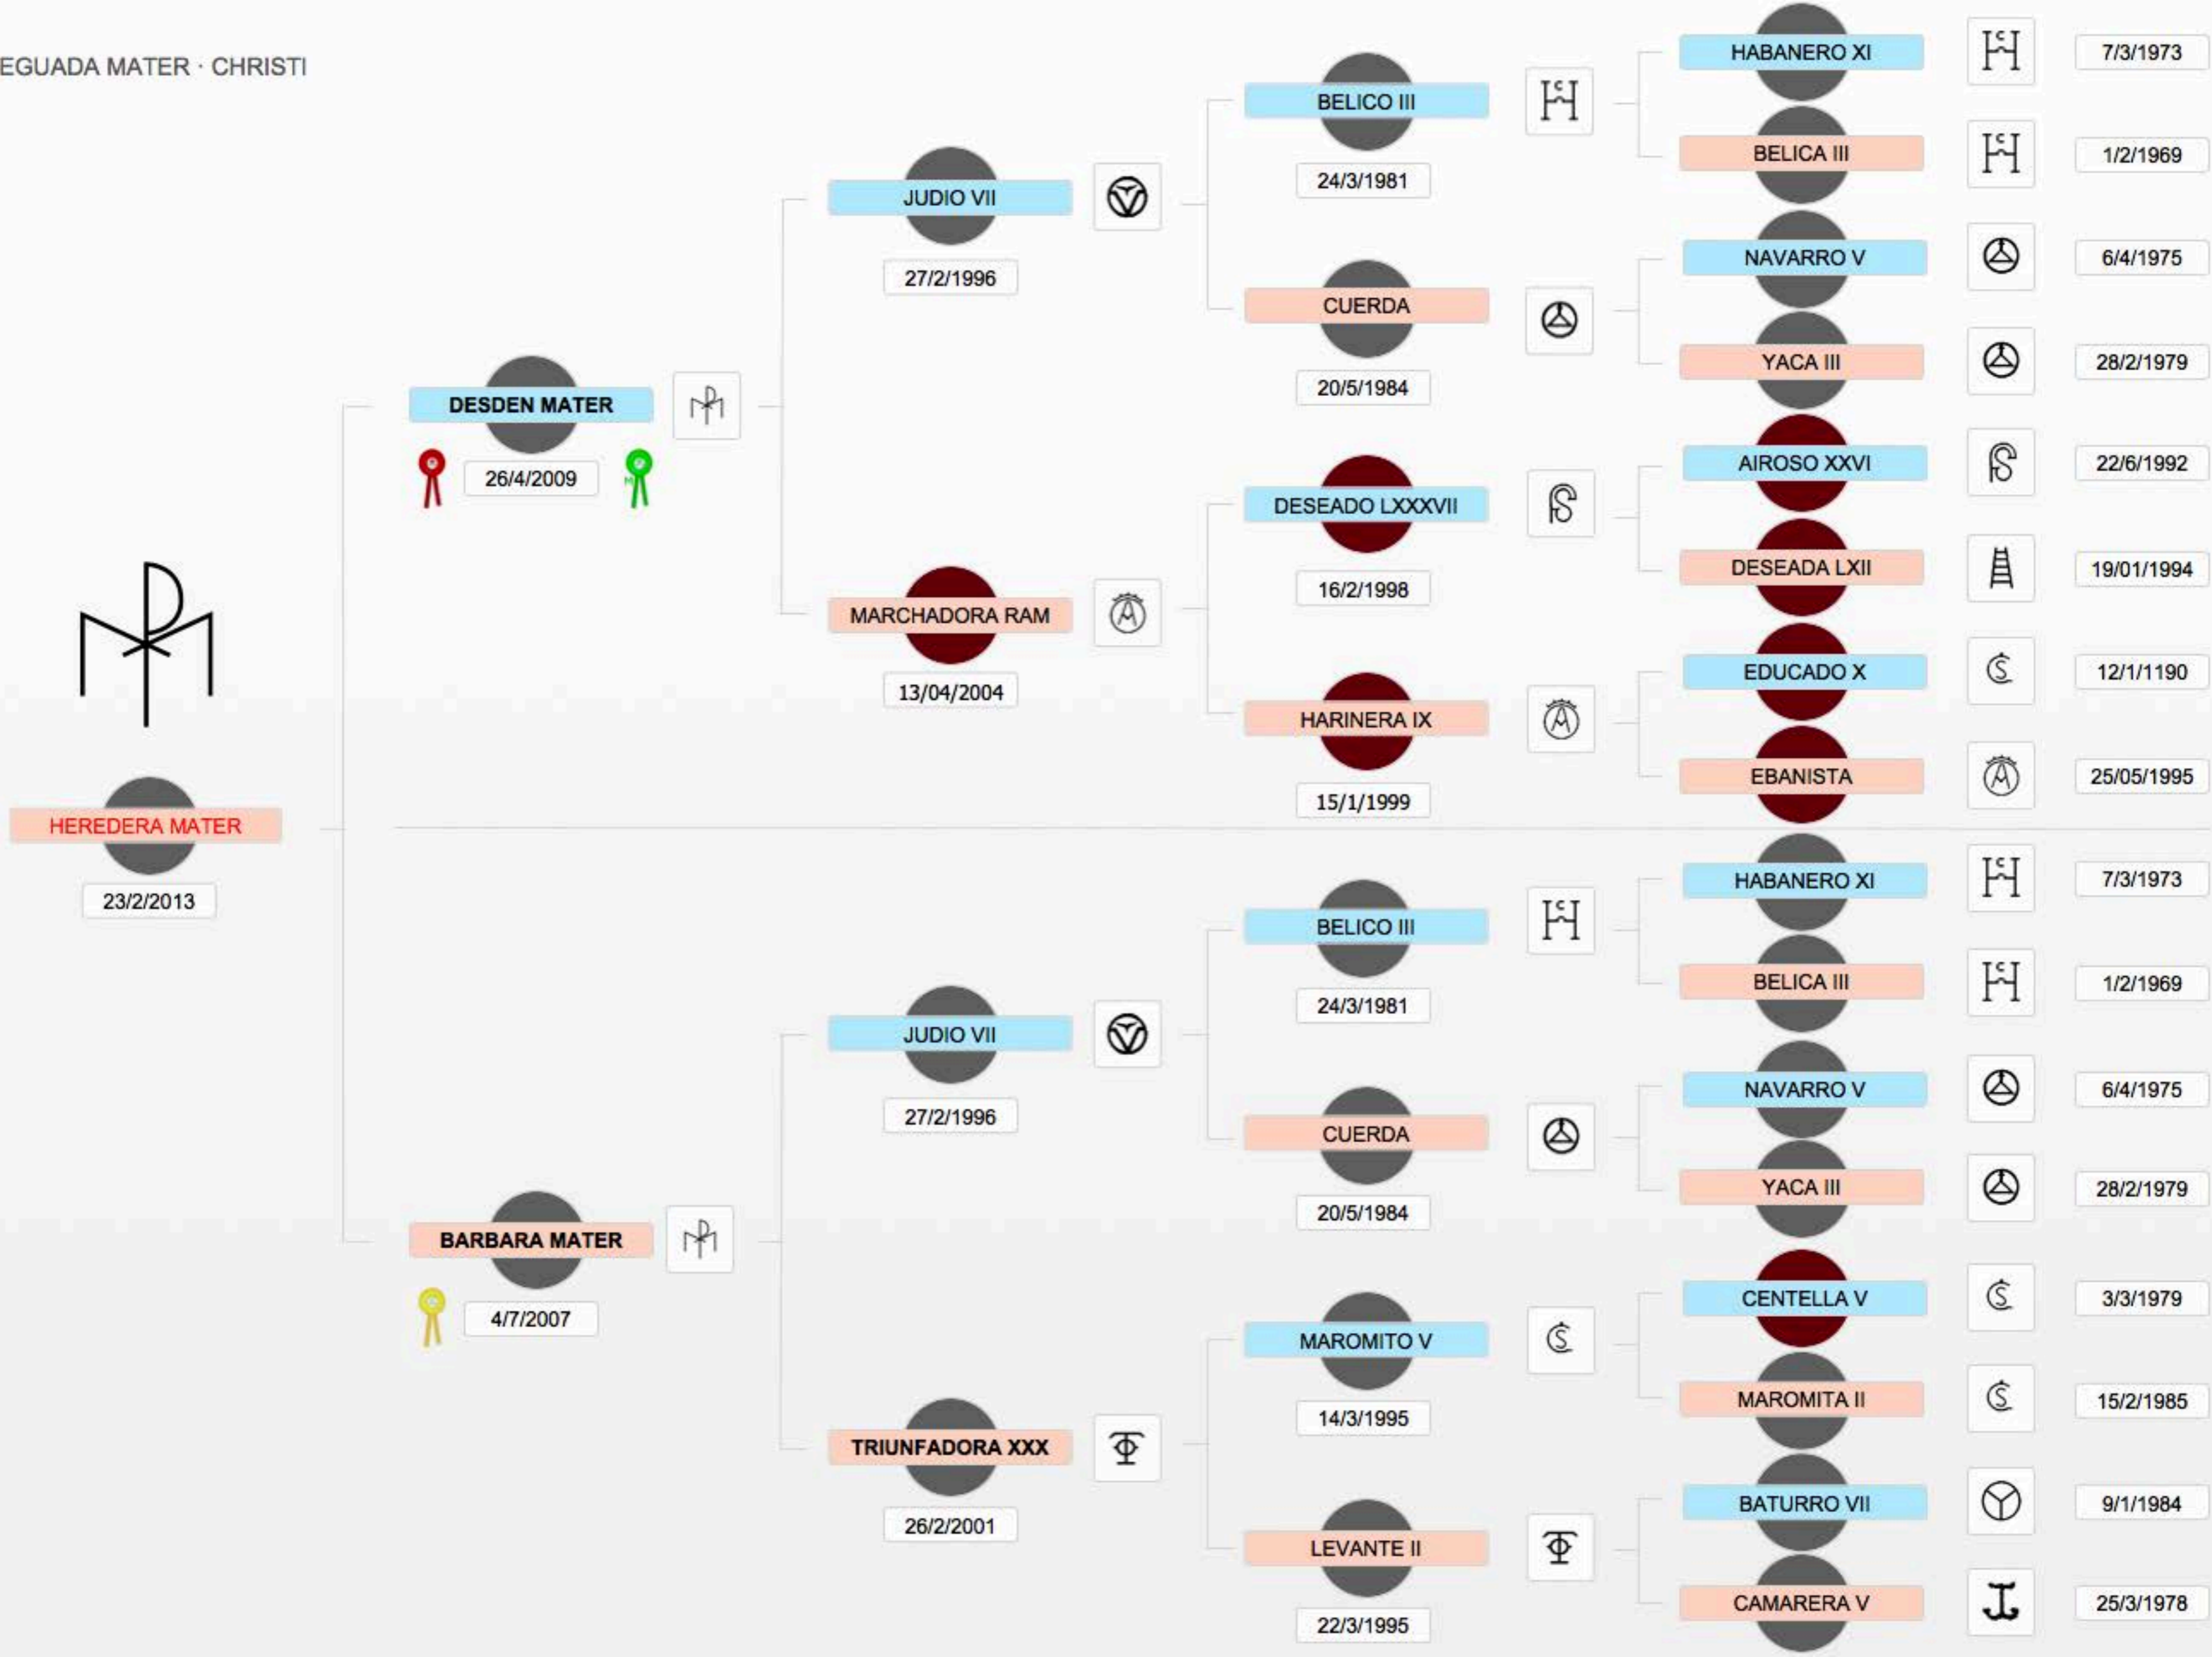 EGUADA MATER · CHRISTI
HEREDERA MATER
23/2/2013
DESDEN MATER
26/4/2009
BARBARA MATER
4/7/2007
JUDIO VII
27/2/1996
MARCHADORA RAM
13/04/2004
JUDIO VII
27/2/1996
TRIUNFADORA XXX
26/2/2001
BELICO III
24/3/1981
CUERDA
20/5/1984
DESEADO LXXXVII
16/2/1998
HARINERA IX
15/1/1999
BELICO III
24/3/1981
CUERDA
20/5/1984
MAROMITO V
14/3/1995
LEVANTE II
22/3/1995
HABANERO XI 7/3/1973
BELICA III 1/2/1969
NAVARRO V 6/4/1975
YACA III 28/2/1979
AIROSO XXVI 22/6/1992
DESEADA LXII 19/01/1994
EDUCADO X 12/1/1190
EBANISTA 25/05/1995
HABANERO XI 7/3/1973
BELICA III 1/2/1969
NAVARRO V 6/4/1975
YACA III 28/2/1979
CENTELLA V 3/3/1979
MAROMITA II 15/2/1985
BATURRO VII 9/1/1984
CAMARERA V 25/3/1978